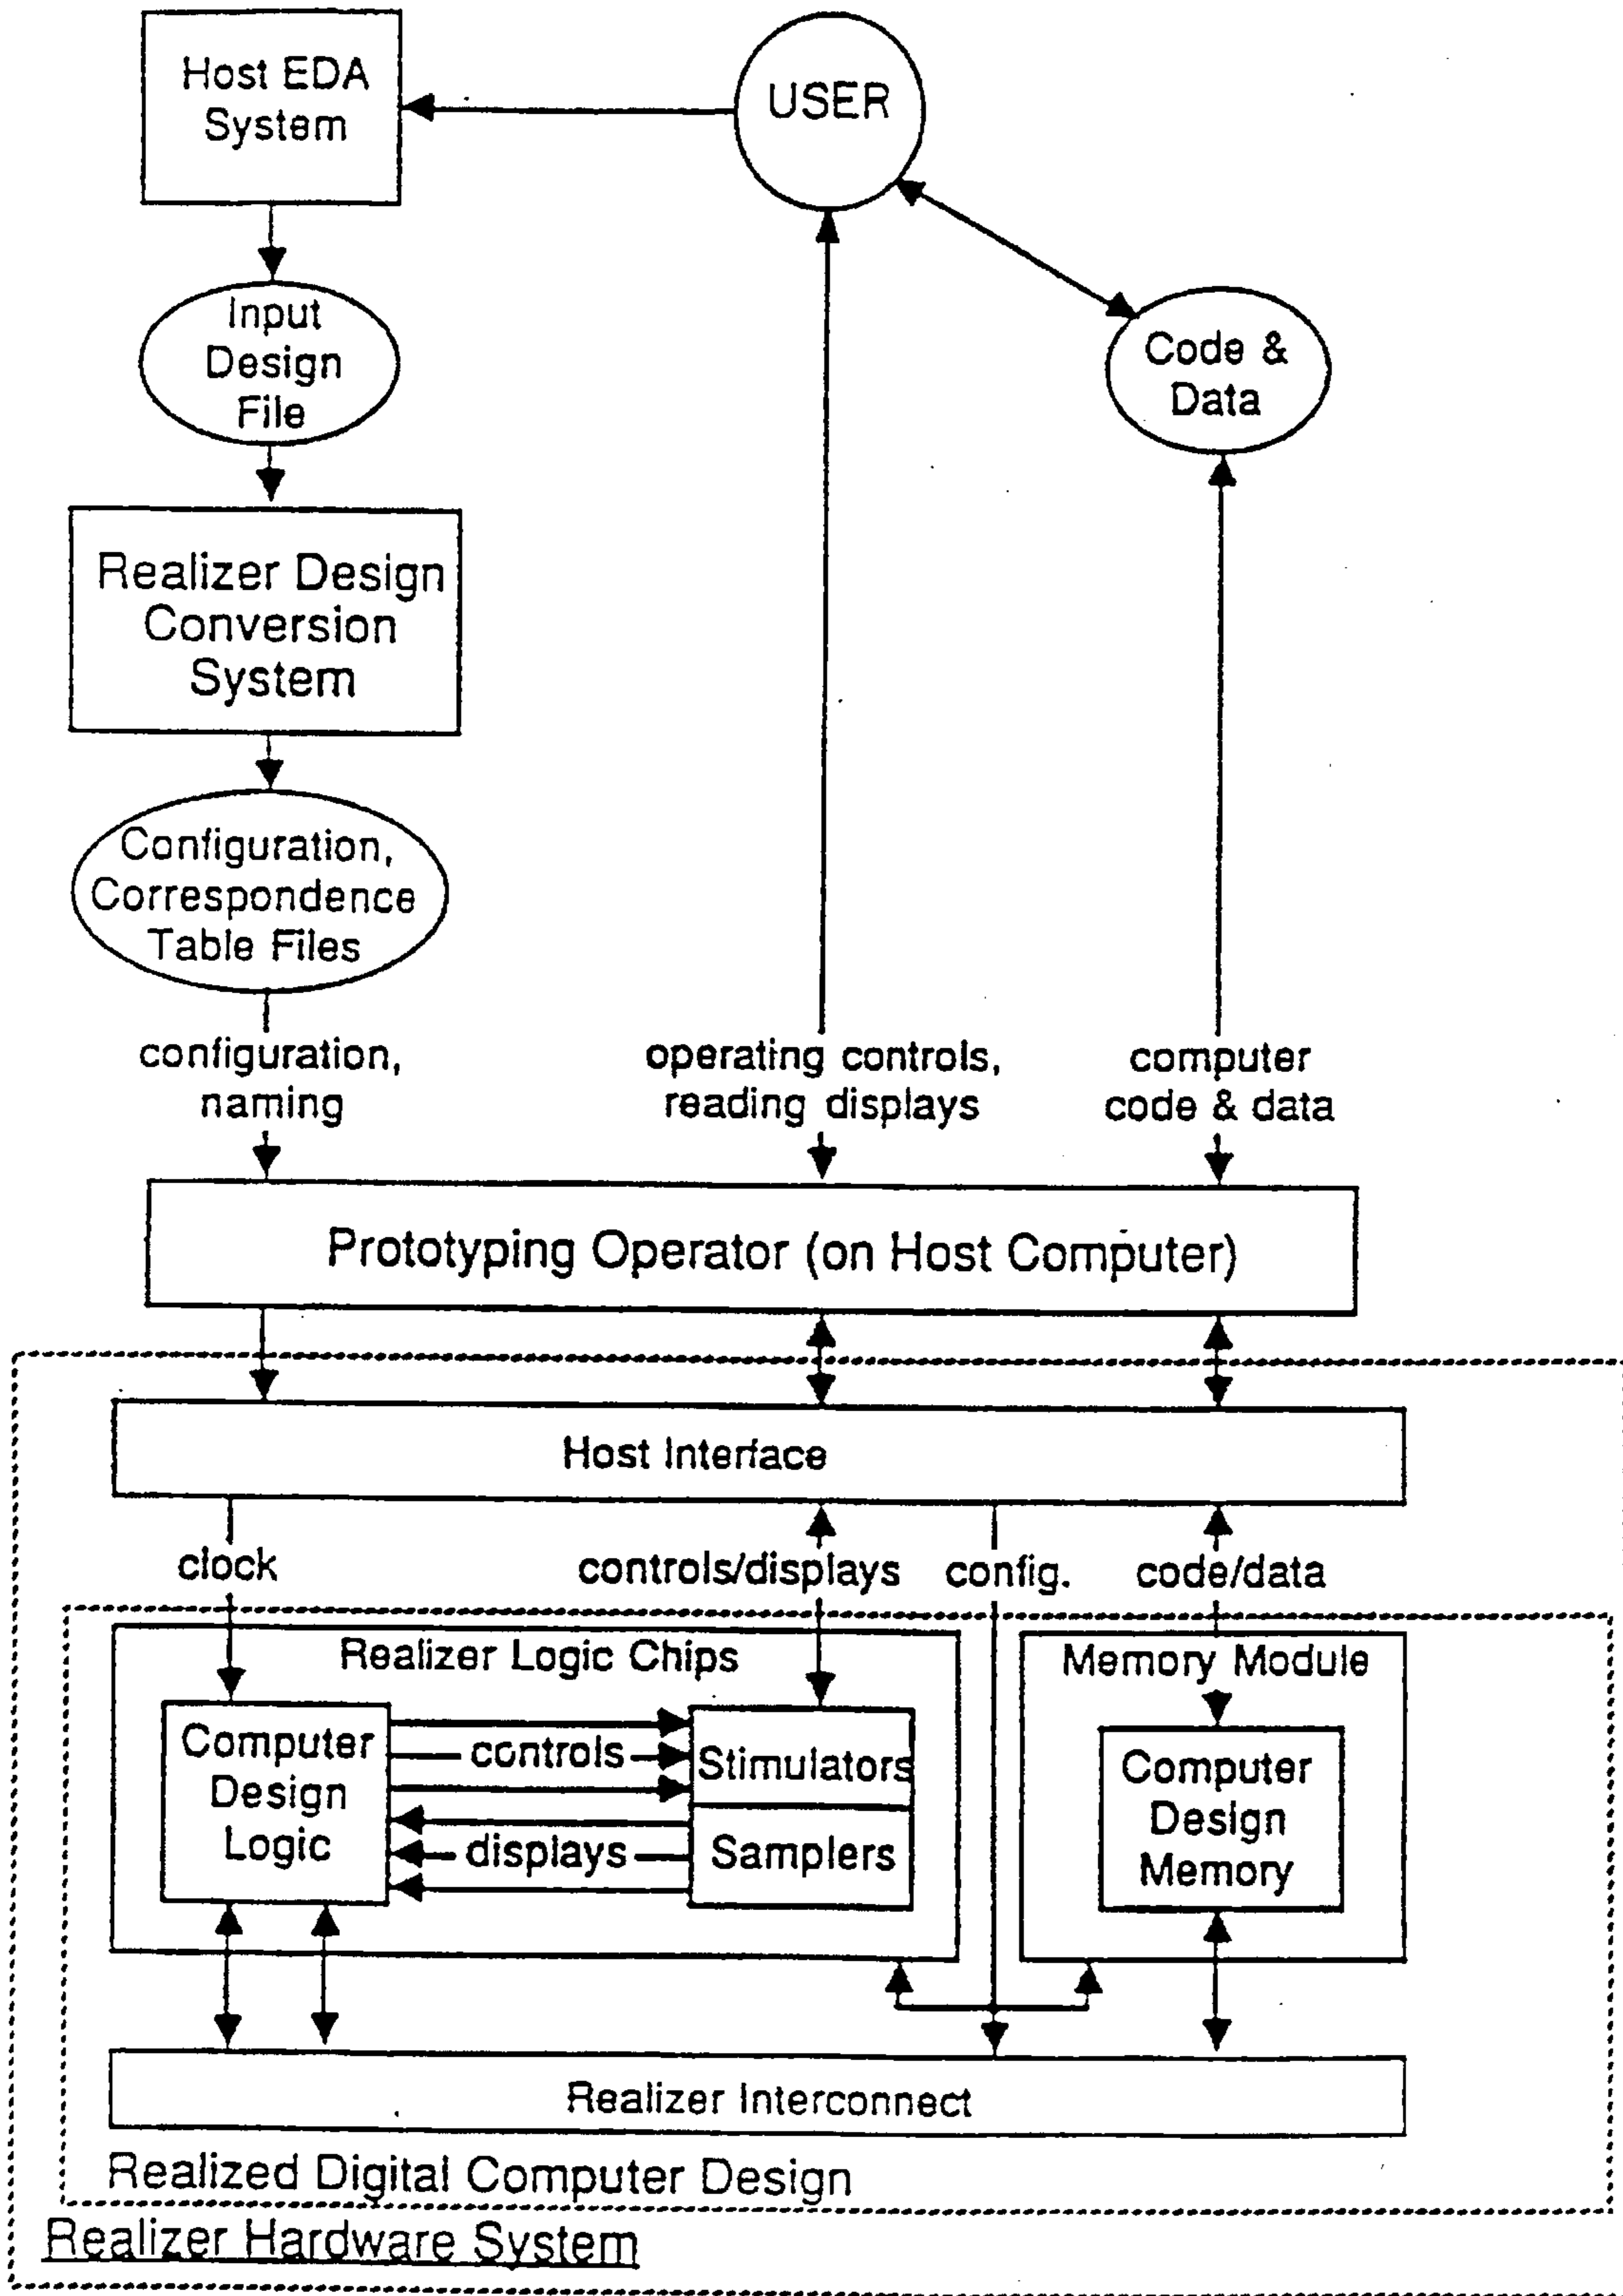 Host EDA
System
USER
Input
Design
File
Code &
Data
Realizer Design
Conversion
System
Configuration,
Correspondence
Table Files
configuration,
naming
operating controls,
reading displays
computer
code & data
Prototyping Operator (on Host Computer)
Host Interface
clock
controls/displays
config.
code/data
Realizer Logic Chips
Memory Module
Computer
Design
Logic
controls
displays
Stimulators
Samplers
Computer
Design
Memory
Realizer Interconnect
Realized Digital Computer Design
Realizer Hardware System